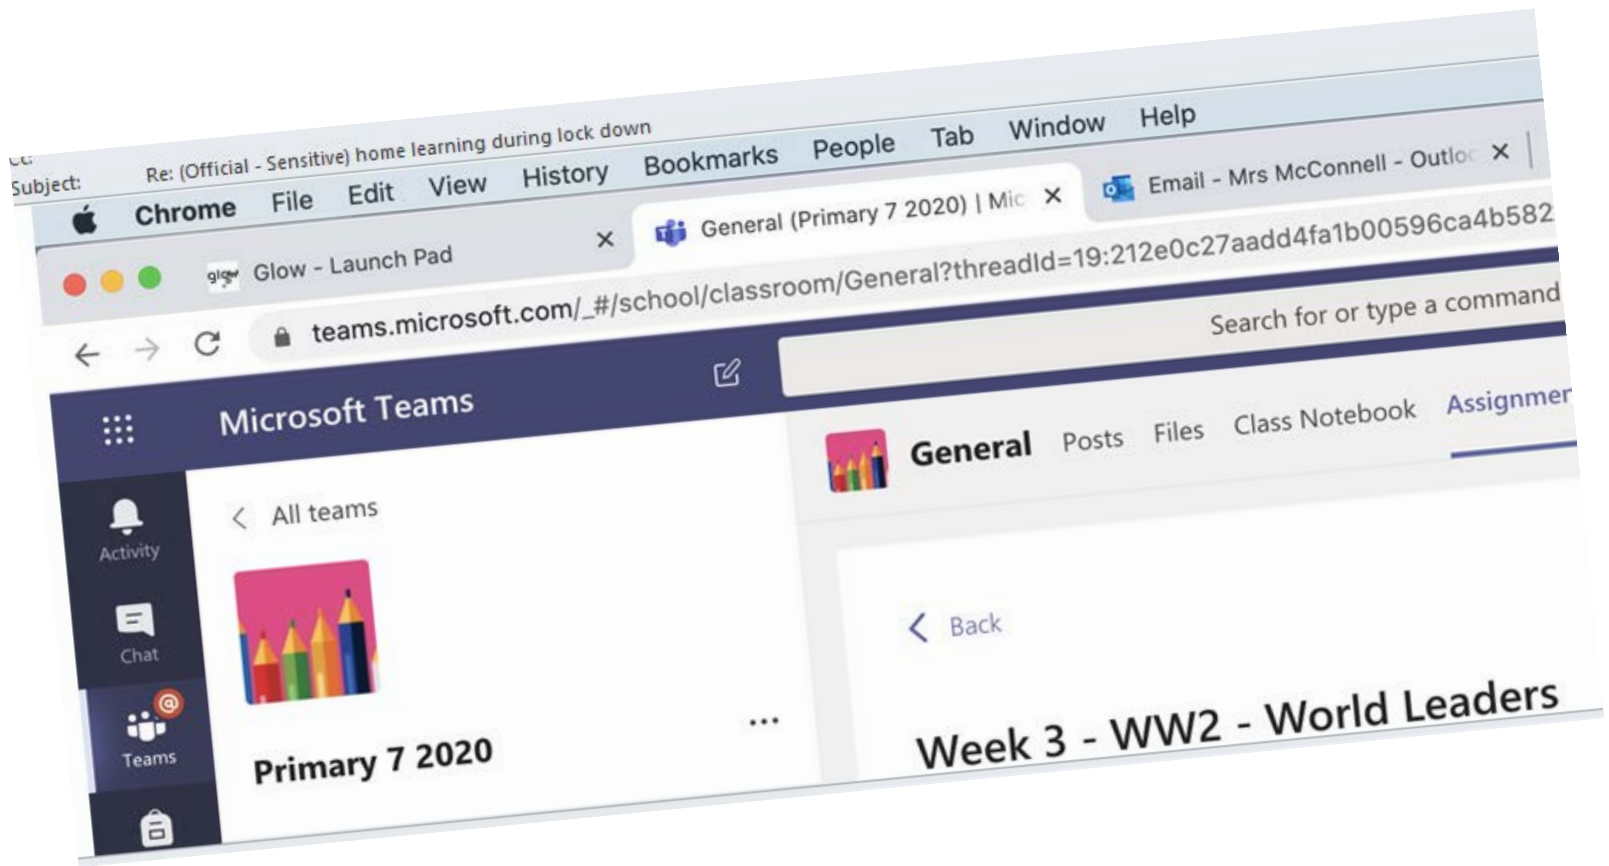 Cc:
Subject: Re: (Official - Sensitive) home learning during lock down
Chrome File Edit View History Bookmarks People Tab Window Help
glow Glow - Launch Pad General (Primary 7 2020) | Mic Email - Mrs McConnell - Outloo
teams.microsoft.com/_#/school/classroom/General?threadId=19:212e0c27aadd4fa1b00596ca4b582
Microsoft Teams Search for or type a command
General Posts Files Class Notebook Assignmen
Activity
All teams
Chat
Back
Teams
Primary 7 2020 ...
Week 3 - WW2 - World Leaders